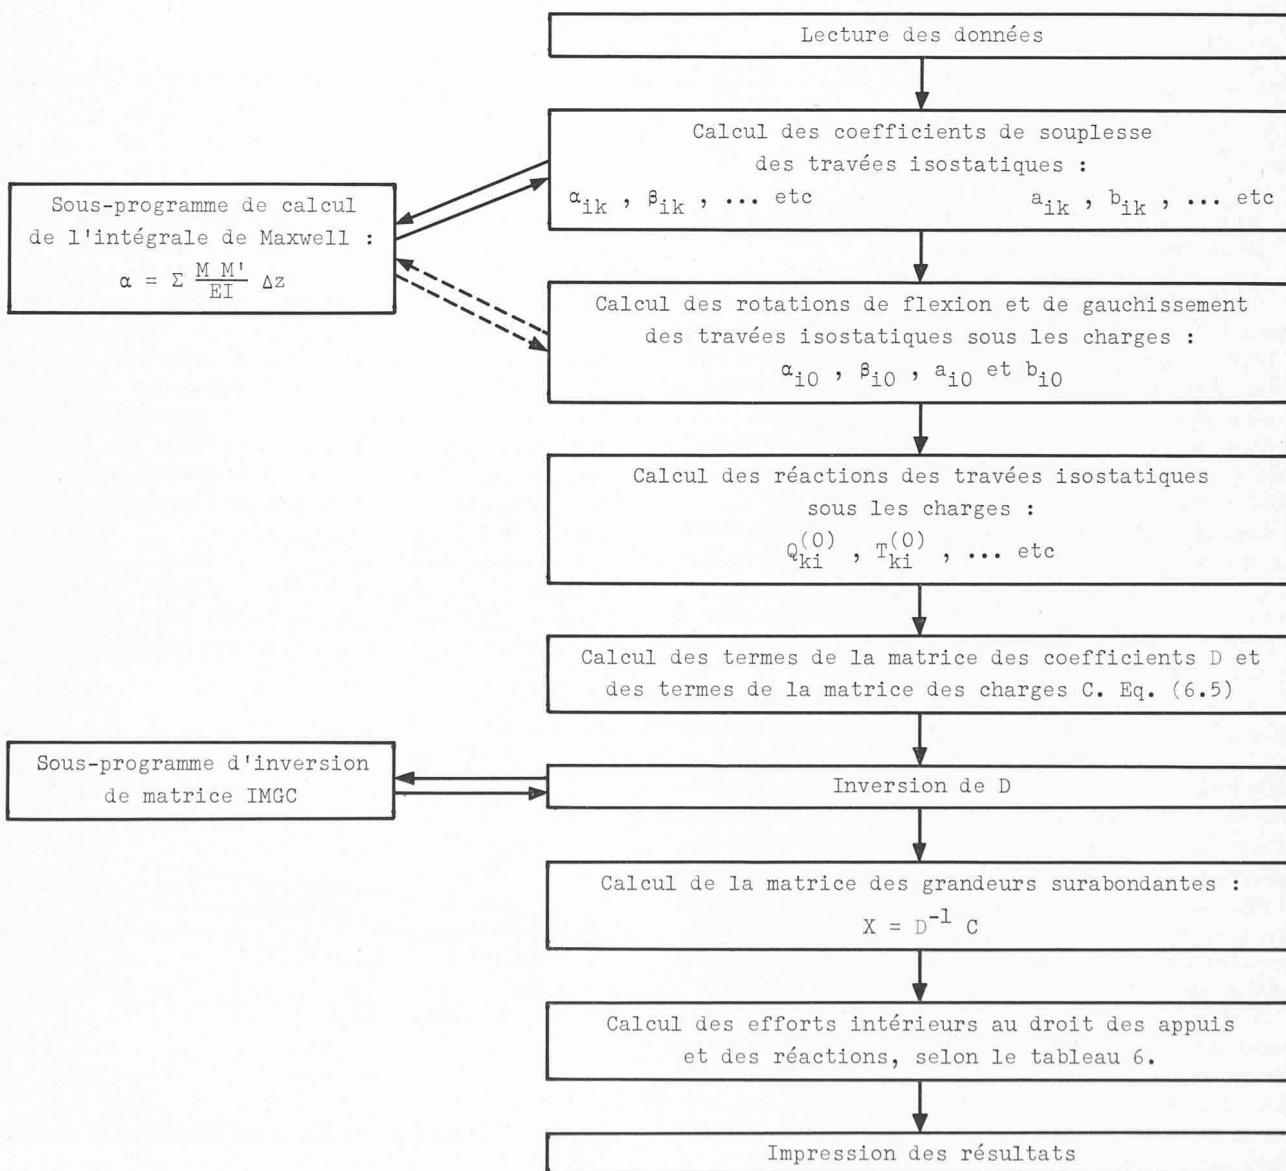 Lecture des données
Calcul des coefficients de souplesse
des travées isostatiques :
α_ik , β_ik , ... etc a_ik , b_ik , ... etc
Sous-programme de calcul
de l'intégrale de Maxwell :
α = Σ M M'/EI Δz
Calcul des rotations de flexion et de gauchissement
des travées isostatiques sous les charges :
α_i0 , β_i0 , a_i0 et b_i0
Calcul des réactions des travées isostatiques
sous les charges :
Q_ki^(0) , T_ki^(0) , ... etc
Calcul des termes de la matrice des coefficients D et
des termes de la matrice des charges C. Eq. (6.5)
Sous-programme d'inversion
de matrice IMGC
Inversion de D
Calcul de la matrice des grandeurs surabondantes :
X = D^-1 C
Calcul des efforts intérieurs au droit des appuis
et des réactions, selon le tableau 6.
Impression des résultats